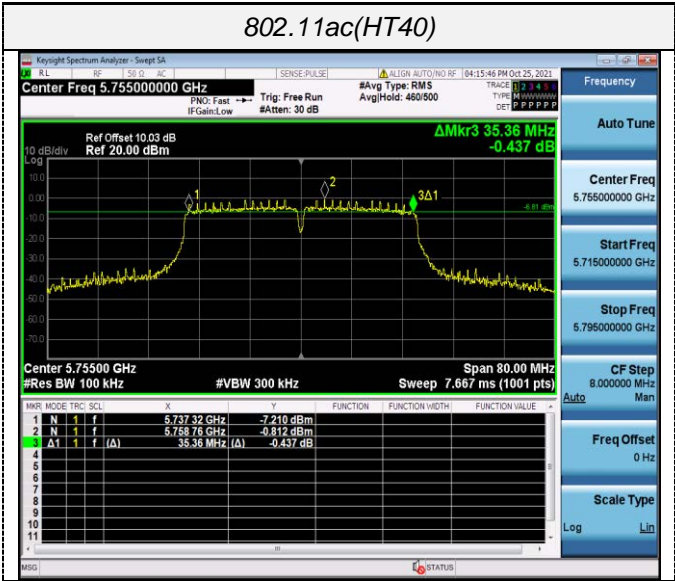 802.11ac(HT40)
Keysight Spectrum Analyzer - Swept SA
RL RF 50 Ω AC SENSE:PULSE ALIGN AUTO/NO RF 04:15:46 PM Oct 25, 2021
Center Freq 5.755000000 GHz #Avg Type: RMS TRACE 1 2 3 4 5 6
PNO: Fast Trig: Free Run Avg|Hold: 460/500 TYPE M WWWWW
IFGain:Low #Atten: 30 dB DET P P P P P P
Ref Offset 10.03 dB ΔMkr3 35.36 MHz
10 dB/div Ref 20.00 dBm -0.437 dB
Log
10.0
0.00
-10.0
-20.0
-30.0
-40.0
-50.0
-60.0
-70.0
1
2
3Δ1
-6.81 dBm
Center 5.75500 GHz Span 80.00 MHz
#Res BW 100 kHz #VBW 300 kHz Sweep 7.667 ms (1001 pts)
MKR MODE TRC SCL X Y FUNCTION FUNCTION WIDTH FUNCTION VALUE
1 N 1 f 5.737 32 GHz -7.210 dBm
2 N 1 f 5.758 76 GHz -0.812 dBm
3 Δ1 1 f (Δ) 35.36 MHz (Δ) -0.437 dB
4
5
6
7
8
9
10
11
MSG STATUS
Frequency
Auto Tune
Center Freq
5.755000000 GHz
Start Freq
5.715000000 GHz
Stop Freq
5.795000000 GHz
CF Step
8.000000 MHz
Auto Man
Freq Offset
0 Hz
Scale Type
Log Lin